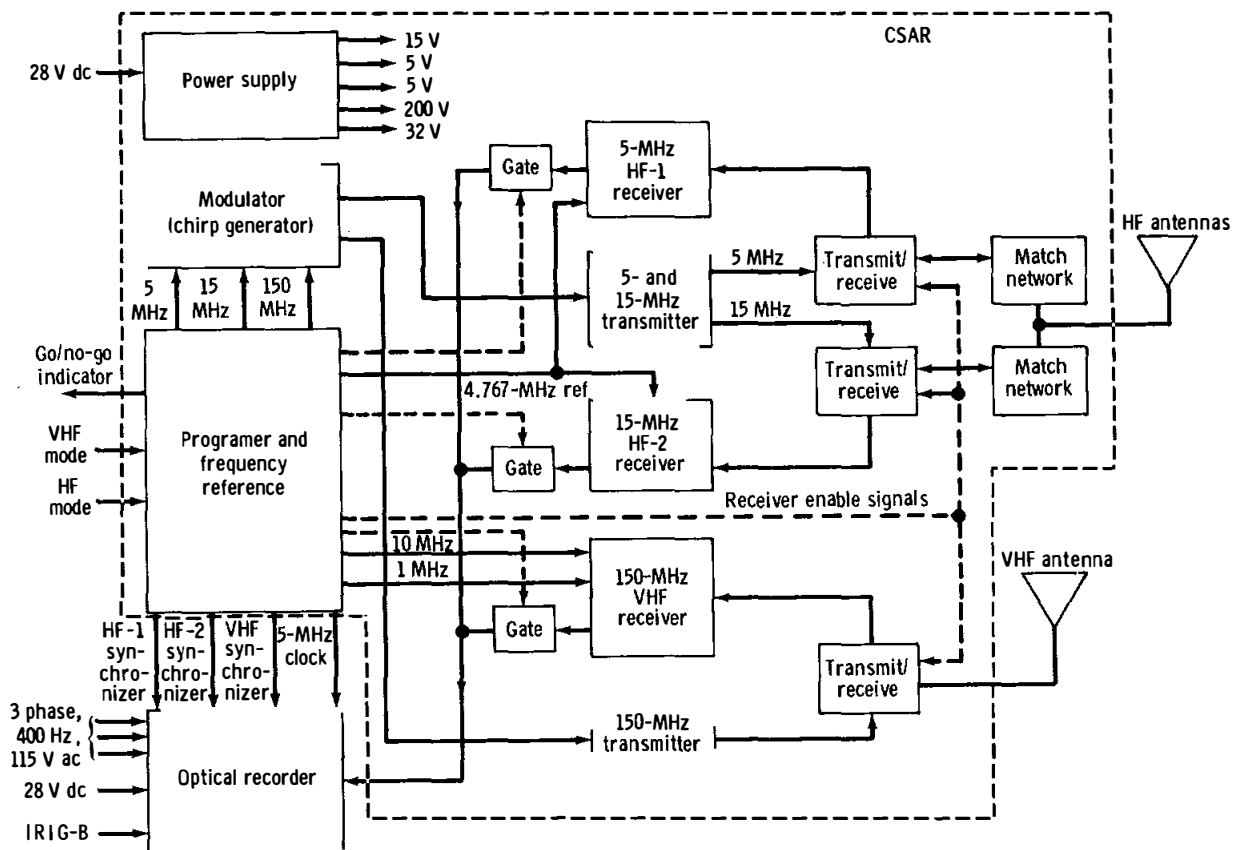 CSAR
28 V dc
Power supply
15 V
5 V
5 V
200 V
32 V
Modulator
(chirp generator)
Gate
5-MHz
HF-1
receiver
HF antennas
5- and
15-MHz
transmitter
5 MHz
15 MHz
Transmit/
receive
Match
network
5
MHz
15
MHz
150
MHz
Go/no-go
indicator
VHF
mode
HF
mode
Programer and
frequency
reference
4.767-MHz ref
Transmit/
receive
Match
network
Gate
15-MHz
HF-2
receiver
Receiver enable signals
10 MHz
1 MHz
Gate
150-MHz
VHF
receiver
VHF antenna
Transmit/
receive
HF-1
syn-
chro-
nizer
HF-2
syn-
chro-
nizer
VHF
syn-
chro-
nizer
5-MHz
clock
150-MHz
transmitter
3 phase,
400 Hz,
115 V ac
28 V dc
IRIG-B
Optical recorder